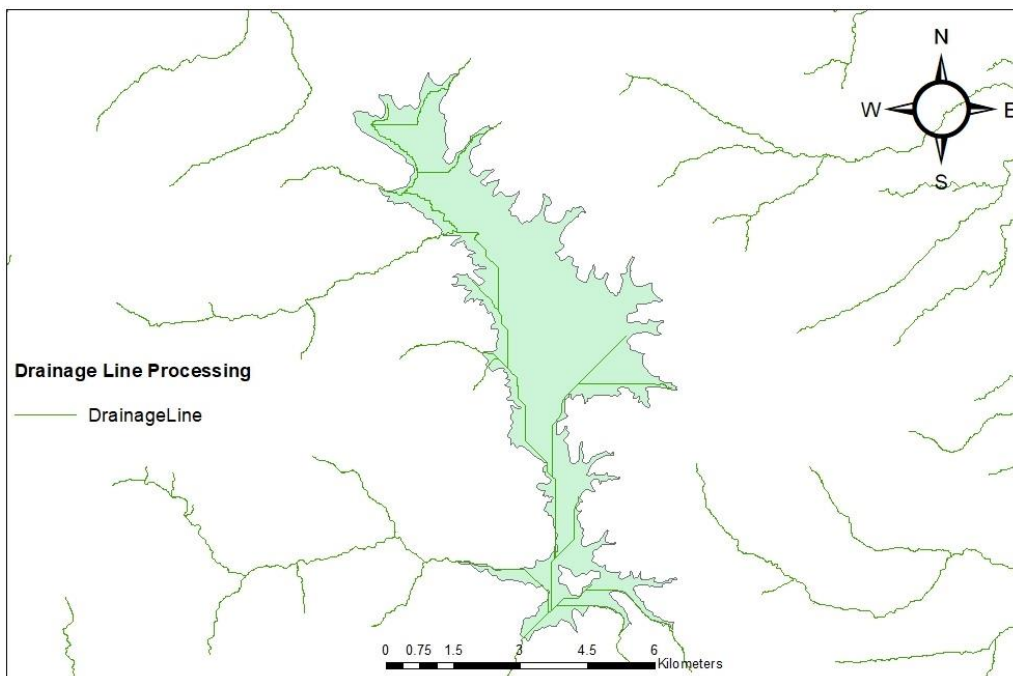 N
W E
S
Drainage Line Processing
DrainageLine
0 0.75 1.5 3 4.5 6
Kilometers